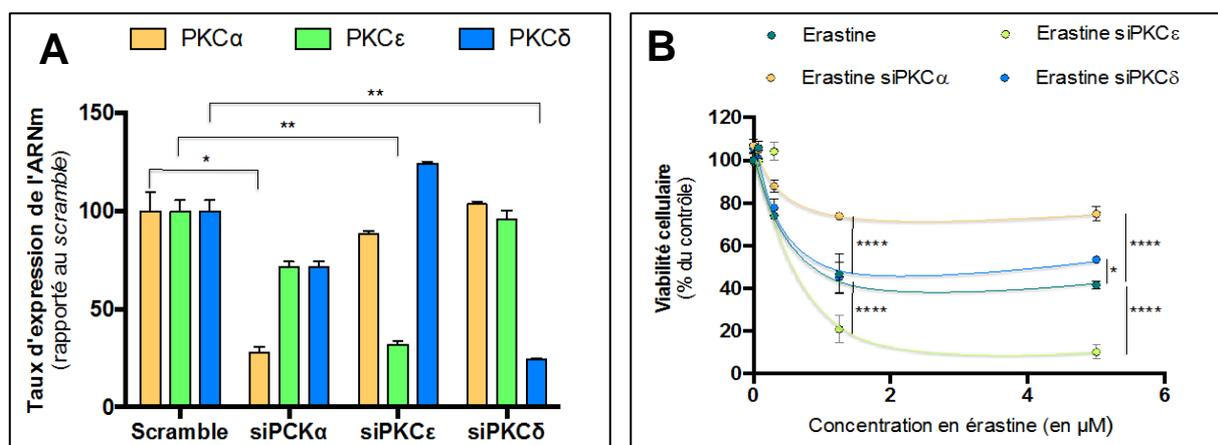 A
PKCα
PKCε
PKCδ
Taux d'expression de l'ARNm
(rapporté au scramble)
150
100
50
0
*
**
**
Scramble
siPCKα
siPKCε
siPKCδ
B
Erastine
Erastine siPKCε
Erastine siPKCα
Erastine siPKCδ
Viabilité cellulaire
(% du contrôle)
120
100
80
60
40
20
0
****
****
****
*
****
0
2
4
6
Concentration en érastine (en µM)